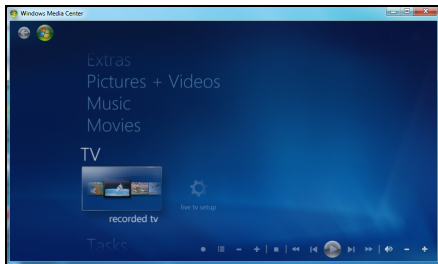 Windows Media Center
Extras
Pictures + Videos
Music
Movies
TV
recorded tv
live tv setup
Tasks